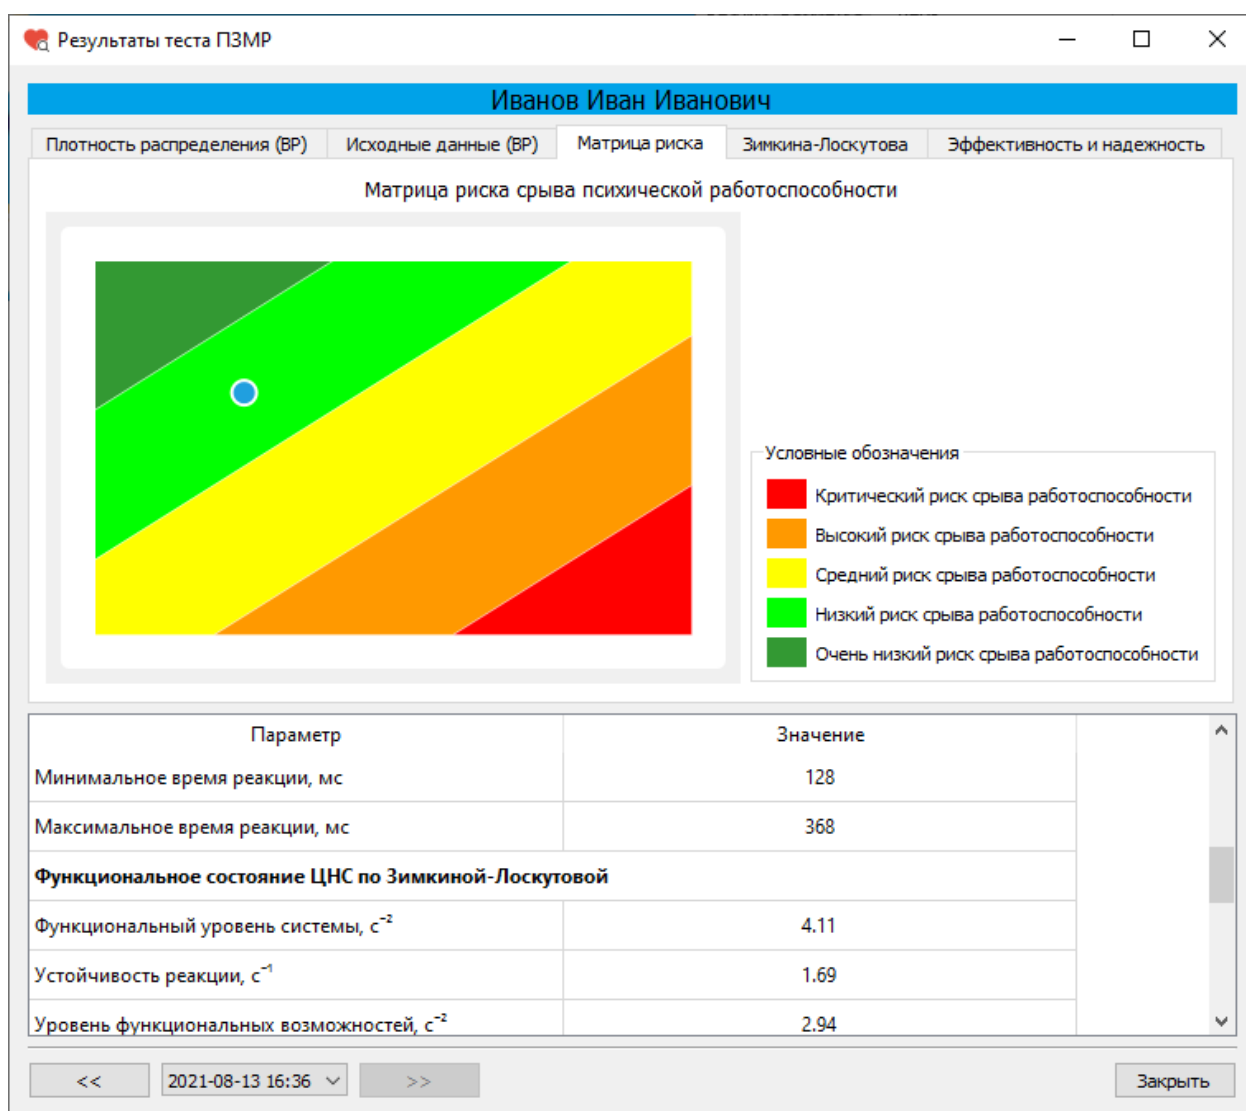 Результаты теста ПЗМР
Иванов Иван Иванович
Плотность распределения (ВР) Исходные данные (ВР) Матрица риска Зимкина-Лоскутова Эффективность и надежность
Матрица риска срыва психической работоспособности
Условные обозначения
Критический риск срыва работоспособности
Высокий риск срыва работоспособности
Средний риск срыва работоспособности
Низкий риск срыва работоспособности
Очень низкий риск срыва работоспособности
Параметр Значение
Минимальное время реакции, мс 128
Максимальное время реакции, мс 368
Функциональное состояние ЦНС по Зимкиной-Лоскутовой
Функциональный уровень системы, с⁻² 4.11
Устойчивость реакции, с⁻¹ 1.69
Уровень функциональных возможностей, с⁻² 2.94
<< 2021-08-13 16:36 >> Закрыть